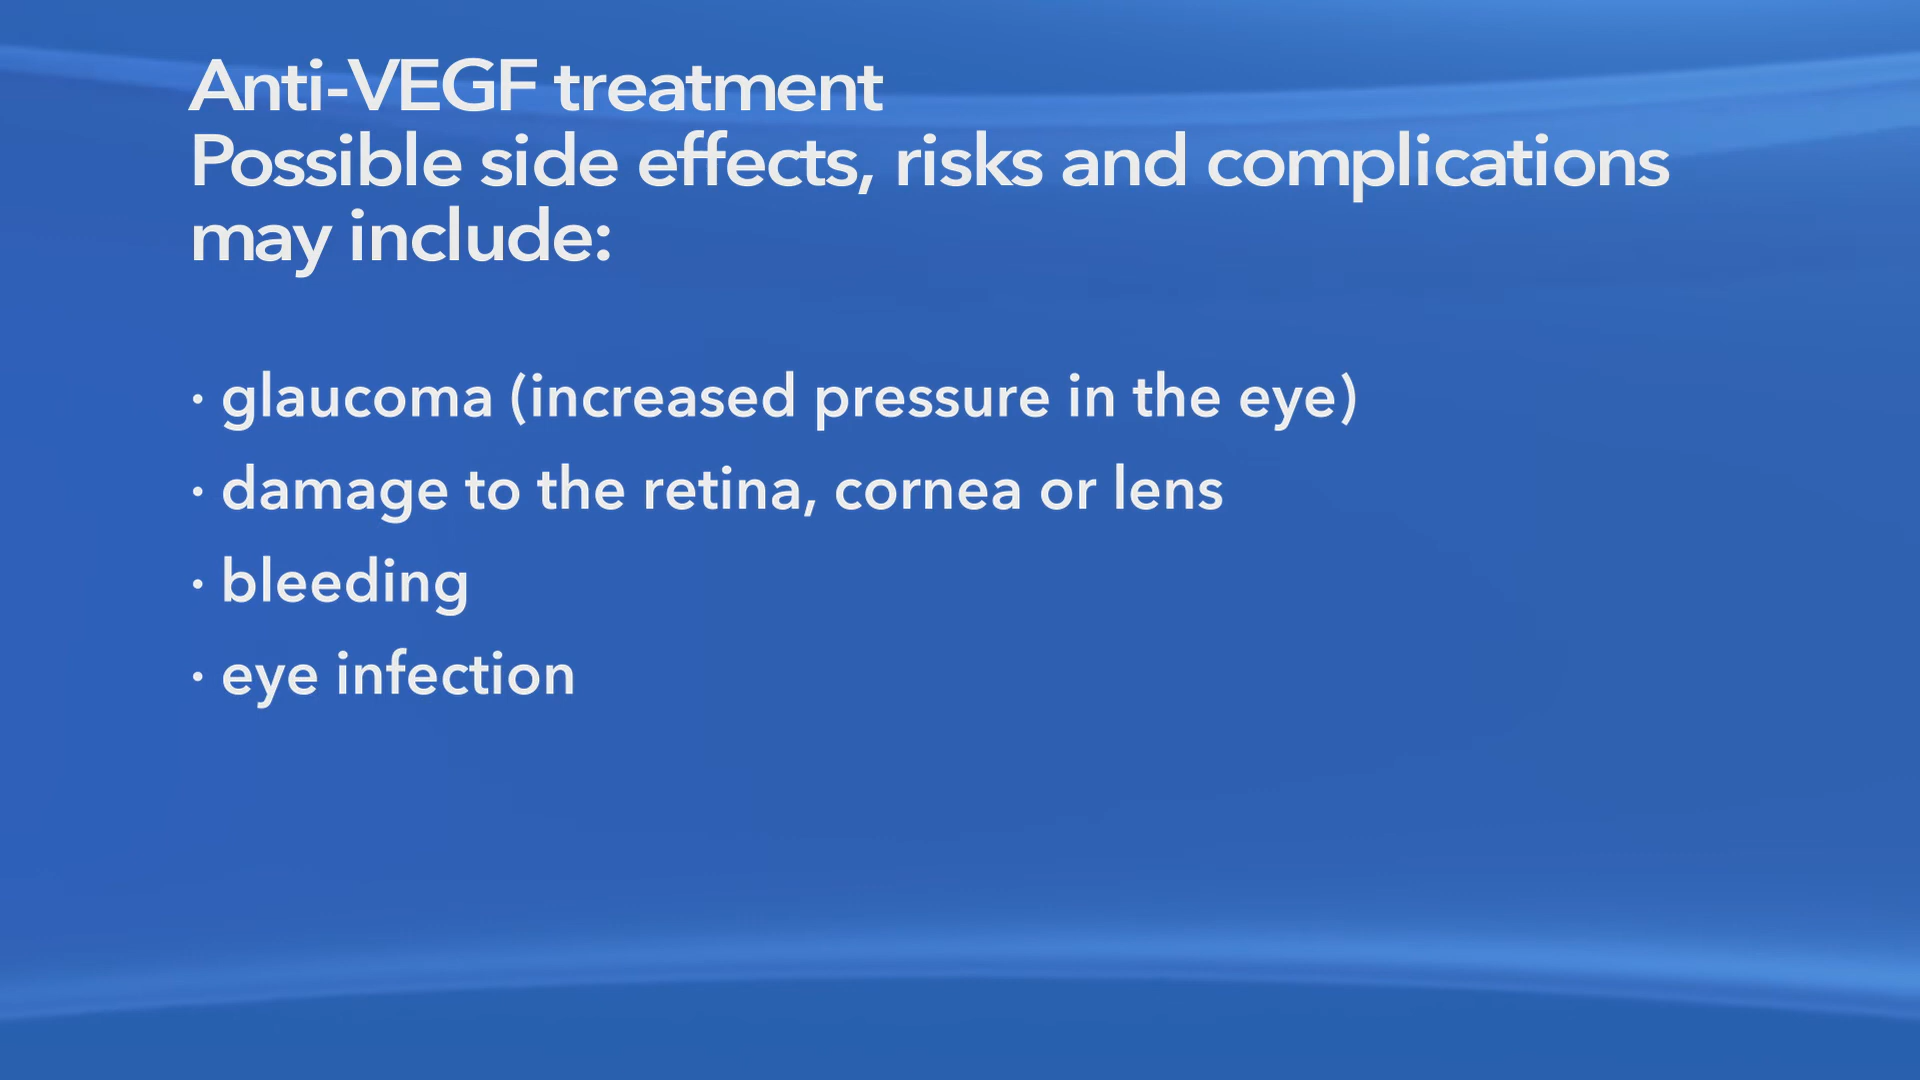 Anti-VEGF treatment
Possible side effects, risks and complications
may include:
· glaucoma (increased pressure in the eye)
· damage to the retina, cornea or lens
· bleeding
· eye infection